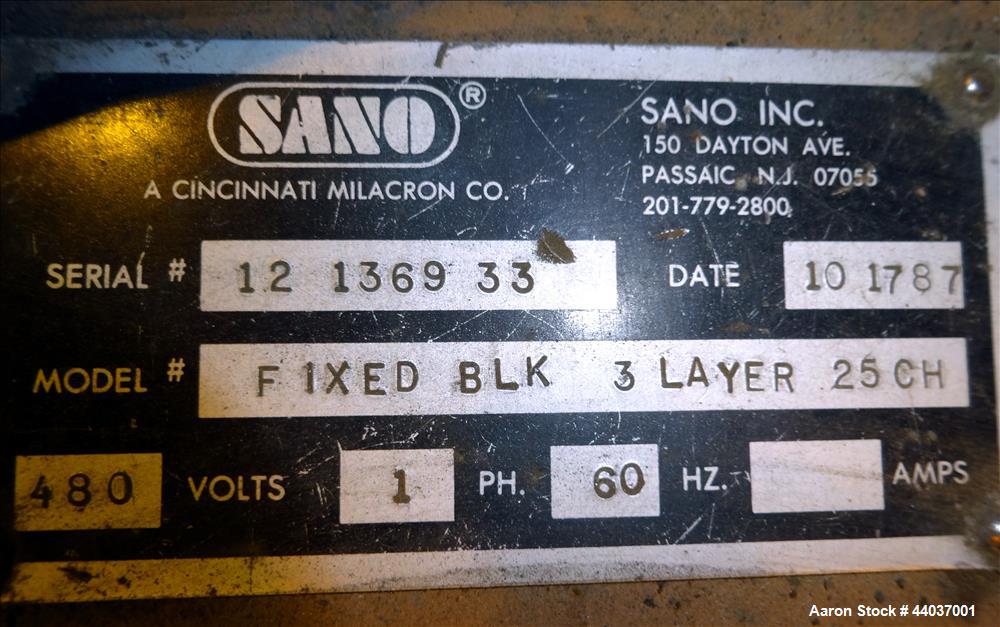 SANO®
A CINCINNATI MILACRON CO.
SANO INC.
150 DAYTON AVE.
PASSAIC, N.J. 07055
201-779-2800
SERIAL # 12 1369 33
DATE 10 1787
MODEL # FIXED BLK 3 LAYER 25CH
480 VOLTS 1 PH. 60 HZ. AMPS
Aaron Stock # 44037001